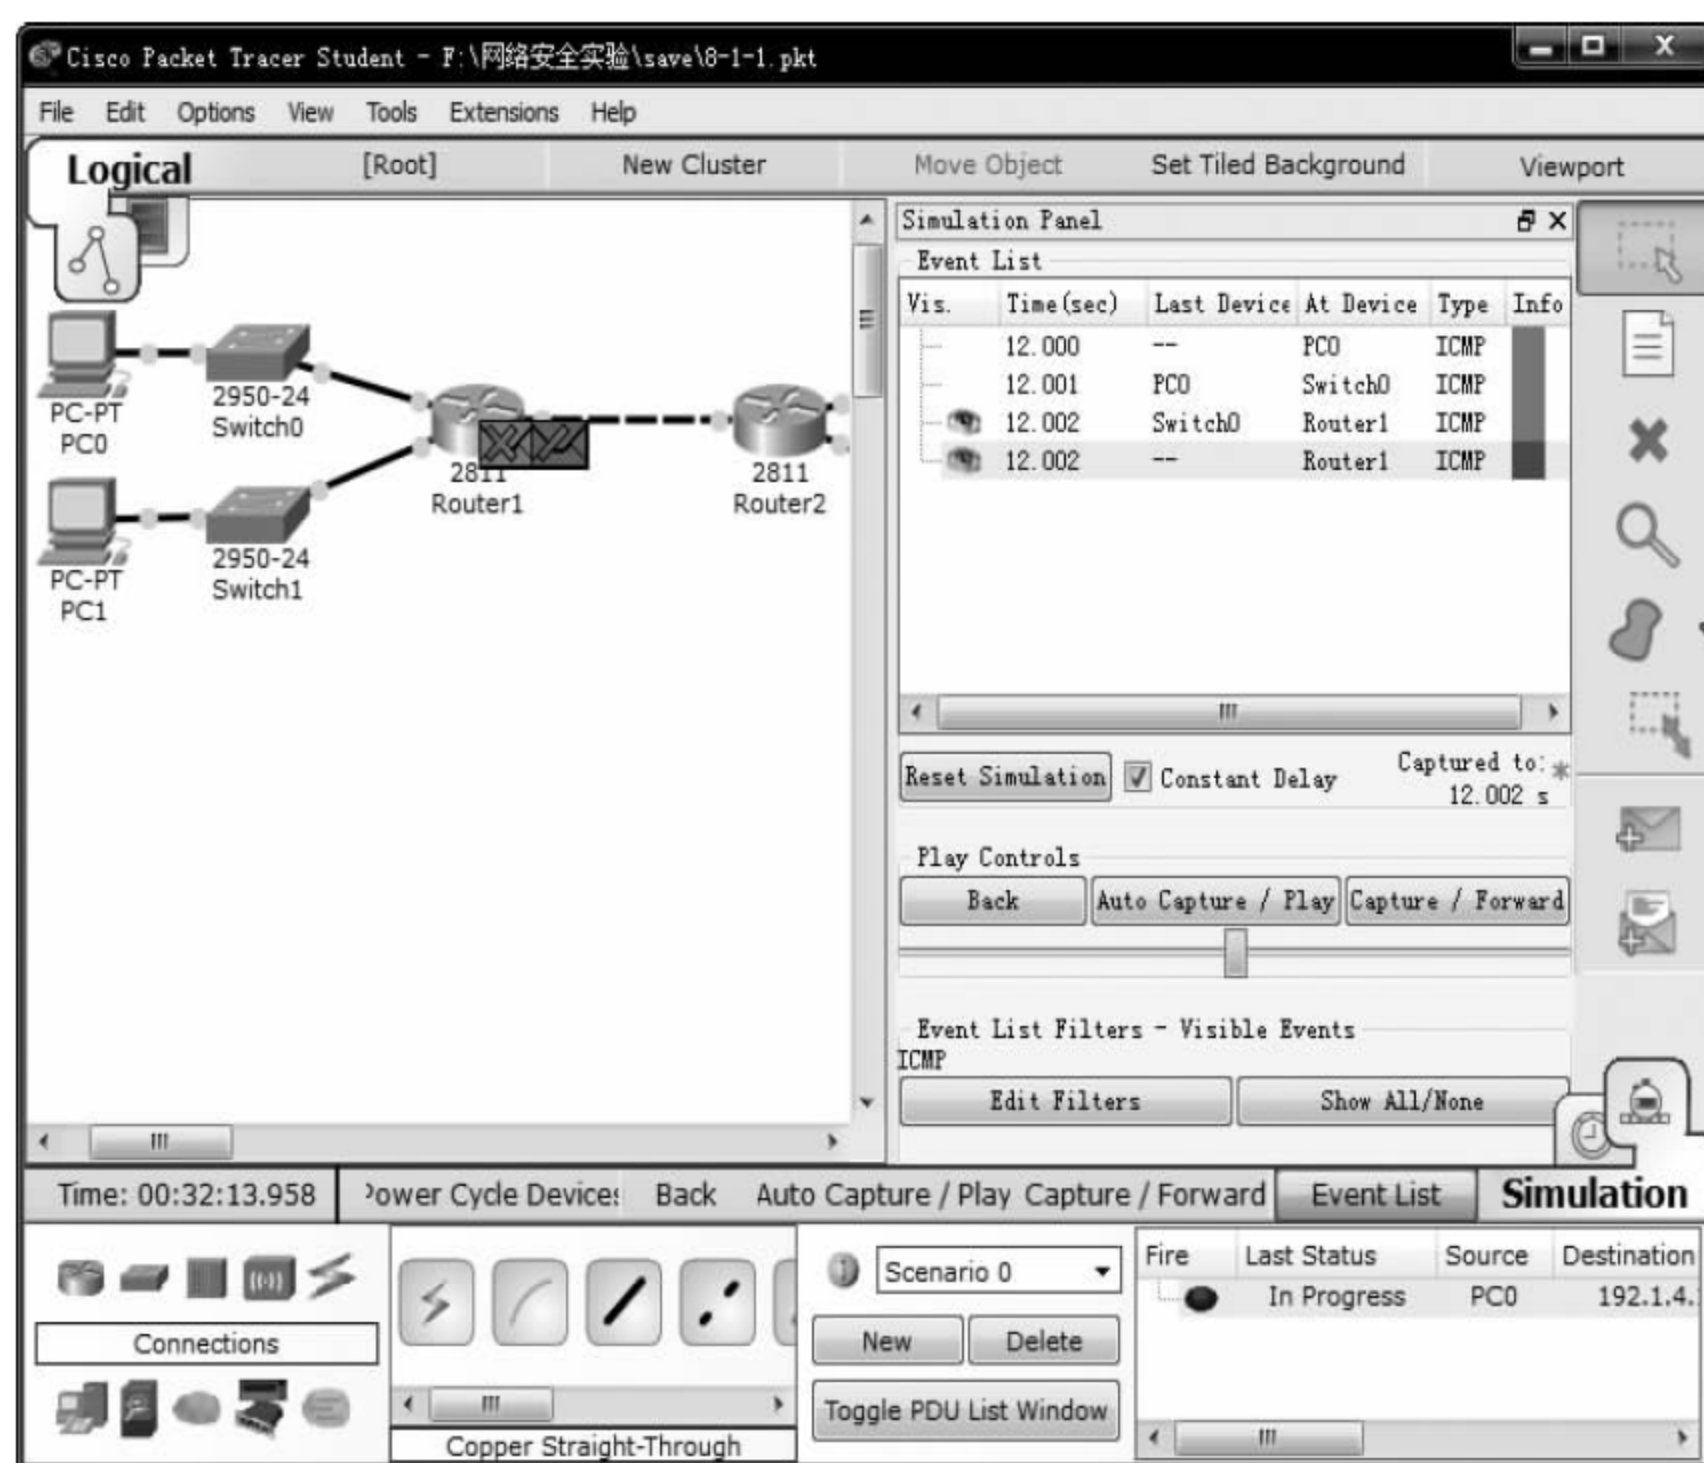 Cisco Packet Tracer Student - F:\网络安全实验\save\8-1-1.pkt
File Edit Options View Tools Extensions Help
Logical [Root] New Cluster Move Object Set Tiled Background Viewport
PC-PT
PC0
2950-24
Switch0
2811
Router1
2811
Router2
PC-PT
PC1
2950-24
Switch1
Simulation Panel
Event List
Vis. Time(sec) Last Device At Device Type Info
12.000 -- PC0 ICMP
12.001 PC0 Switch0 ICMP
12.002 Switch0 Router1 ICMP
12.002 -- Router1 ICMP
Reset Simulation Constant Delay Captured to: *
12.002 s
Play Controls
Back Auto Capture / Play Capture / Forward
Event List Filters - Visible Events
ICMP
Edit Filters Show All/None
Time: 00:32:13.958 Power Cycle Devices Back Auto Capture / Play Capture / Forward Event List Simulation
Connections
Copper Straight-Through
Scenario 0
New Delete
Toggle PDU List Window
Fire Last Status Source Destination
In Progress PC0 192.1.4.